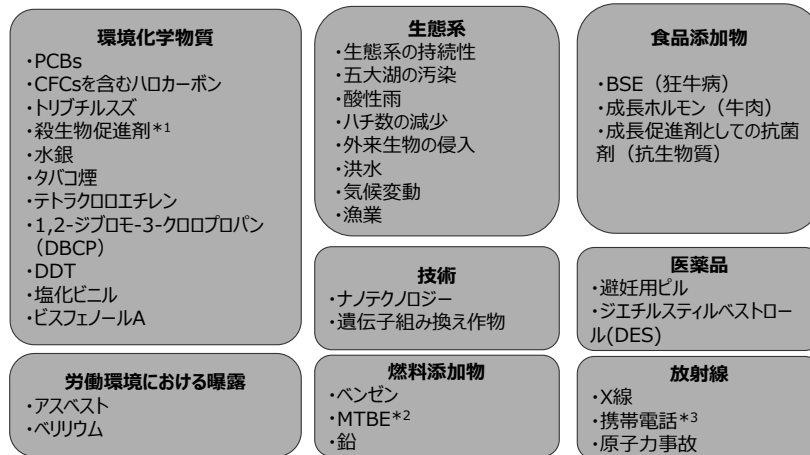 環境化学物質
・PCBs
・CFCsを含むハロカーボン
・トリブチルスズ
・殺生物促進剤*1
・水銀
・タバコ煙
・テトラクロロエチレン
・1,2-ジブロモ-3-クロロプロパン
（DBCP）
・DDT
・塩化ビニル
・ビスフェノールA
生態系
・生態系の持続性
・五大湖の汚染
・酸性雨
・ハチ数の減少
・外来生物の侵入
・洪水
・気候変動
・漁業
食品添加物
・BSE（狂牛病）
・成長ホルモン（牛肉）
・成長促進剤としての抗菌
剤（抗生物質）
技術
・ナノテクノロジー
・遺伝子組み換え作物
医薬品
・避妊用ピル
・ジエチルスティルベストロー
ル(DES)
労働環境における曝露
・アスベスト
・ベリリウム
燃料添加物
・ベンゼン
・MTBE*2
・鉛
放射線
・X線
・携帯電話*3
・原子力事故